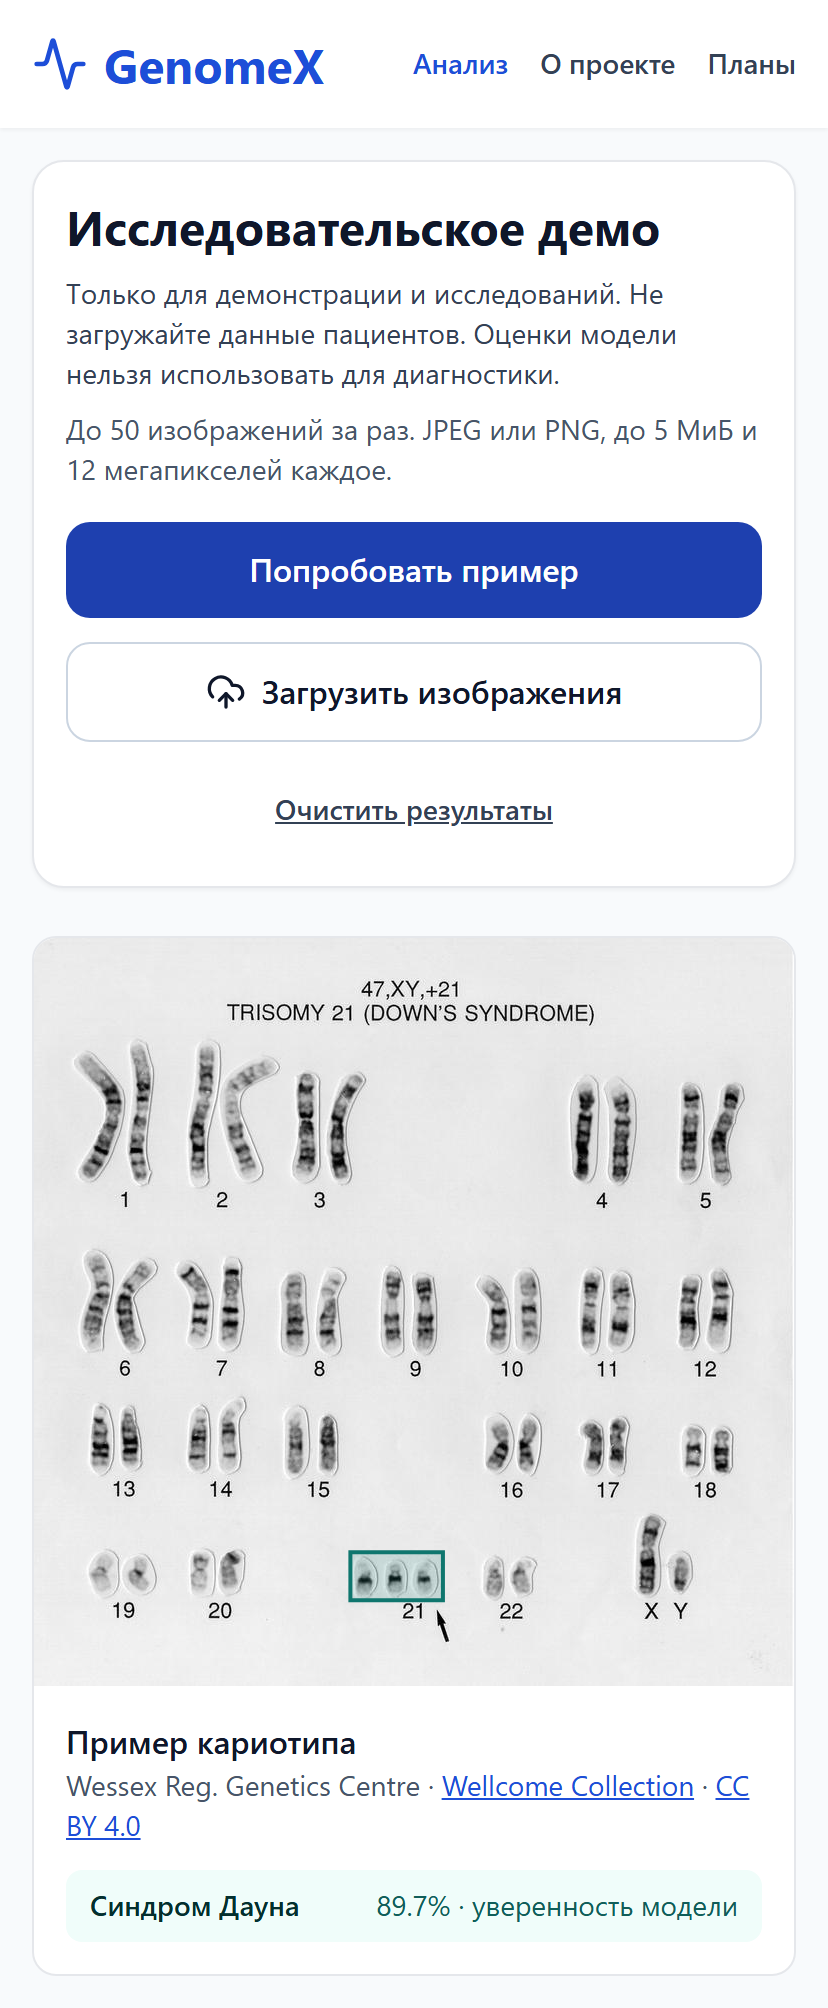 GenomeX
Анализ О проекте Планы
Исследовательское демо
Только для демонстрации и исследований. Не
загружайте данные пациентов. Оценки модели
нельзя использовать для диагностики.
До 50 изображений за раз. JPEG или PNG, до 5 МиБ и
12 мегапикселей каждое.
Попробовать пример
Загрузить изображения
Очистить результаты
47,XY,+21
TRISOMY 21 (DOWN'S SYNDROME)
1 2 3 4 5
6 7 8 9 10 11 12
13 14 15 16 17 18
19 20 21 22 X Y
Пример кариотипа
Wessex Reg. Genetics Centre · Wellcome Collection · CC
BY 4.0
Синдром Дауна 89.7% · уверенность модели